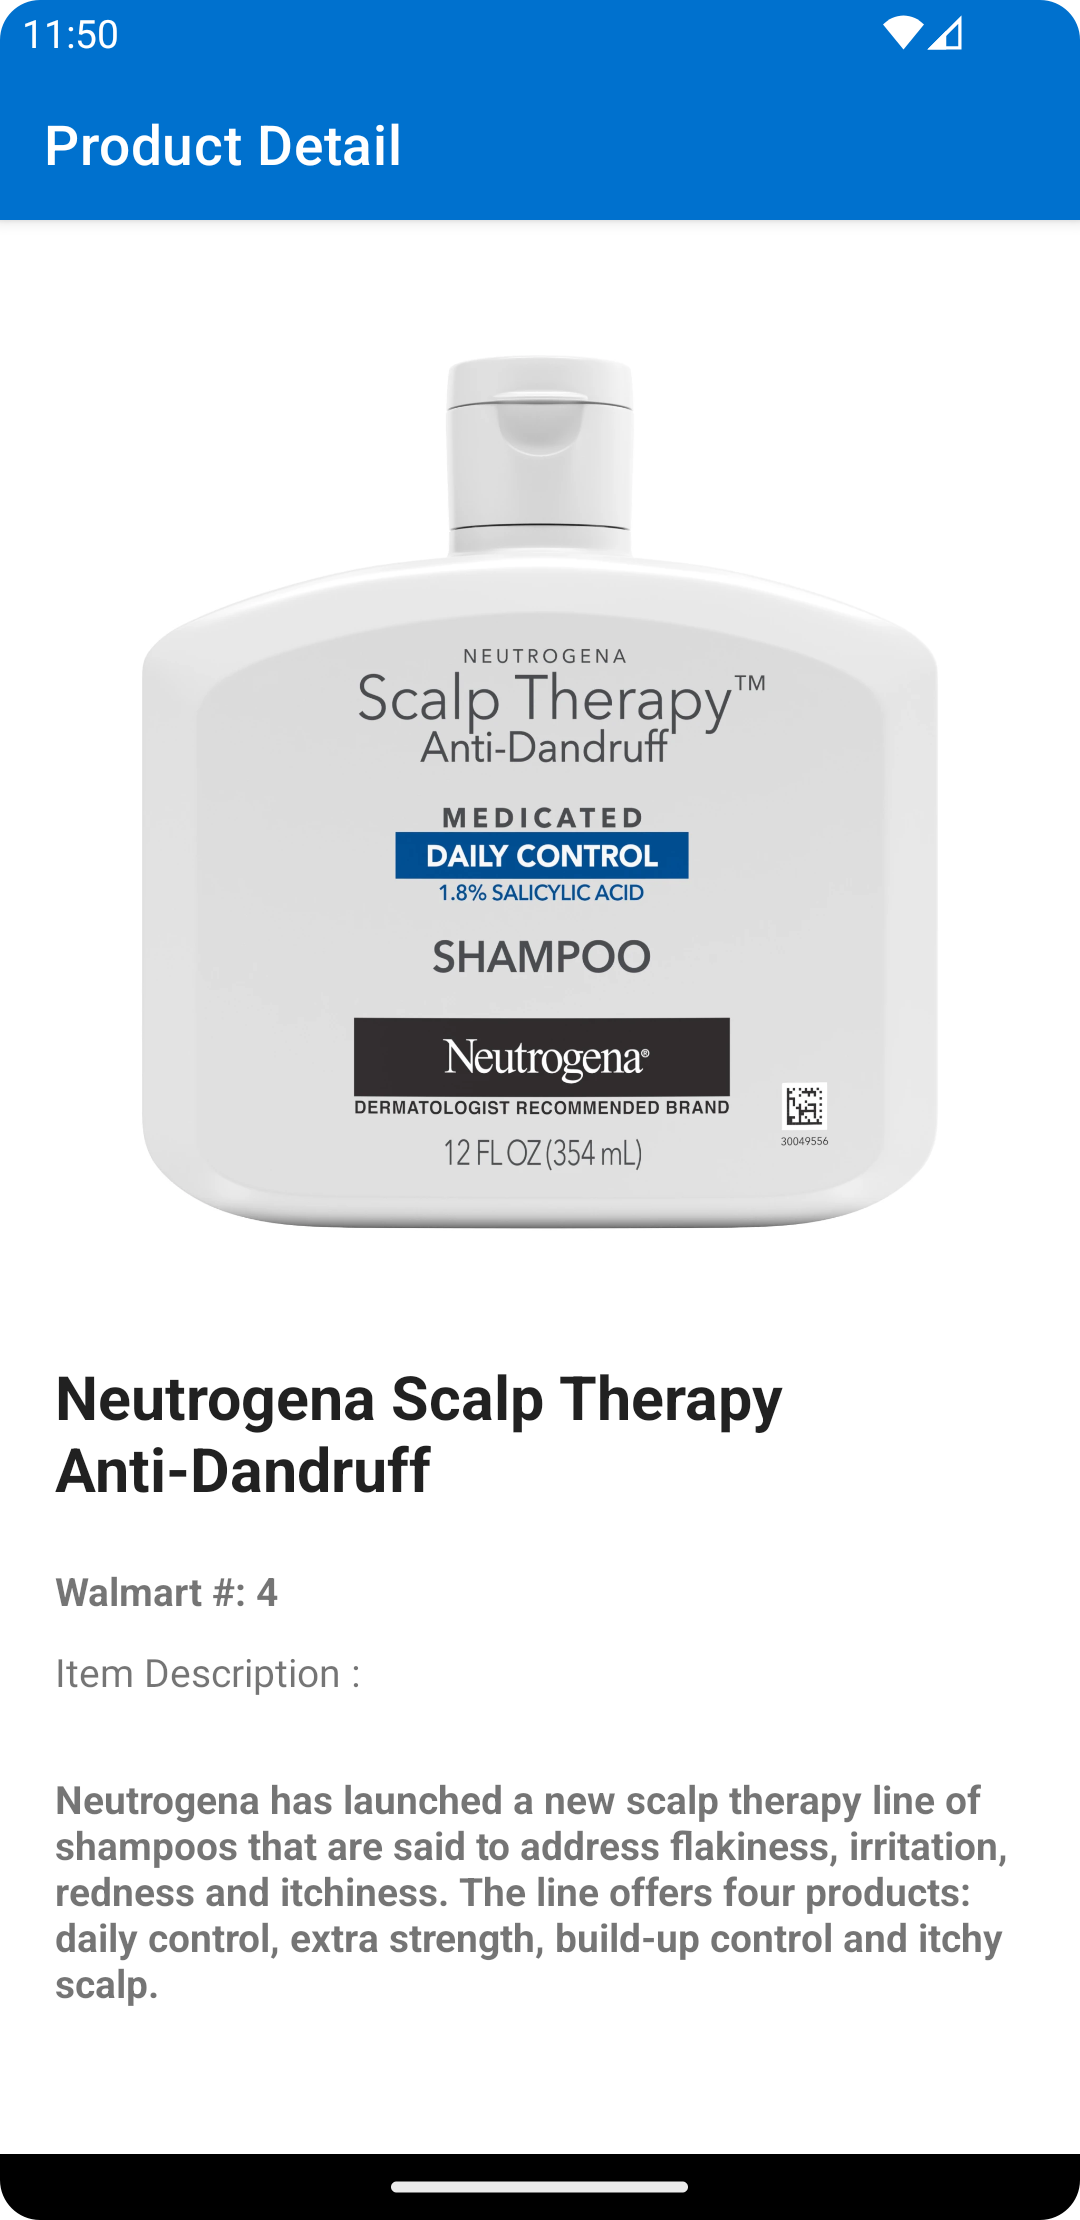 11:50
Product Detail
NEUTROGENA
Scalp Therapy™
Anti-Dandruff
MEDICATED
DAILY CONTROL
1.8% SALICYLIC ACID
SHAMPOO
Neutrogena®
DERMATOLOGIST RECOMMENDED BRAND
30049556
12 FL OZ (354 mL)
Neutrogena Scalp Therapy
Anti-Dandruff
Walmart #: 4
Item Description :
Neutrogena has launched a new scalp therapy line of
shampoos that are said to address flakiness, irritation,
redness and itchiness. The line offers four products:
daily control, extra strength, build-up control and itchy
scalp.